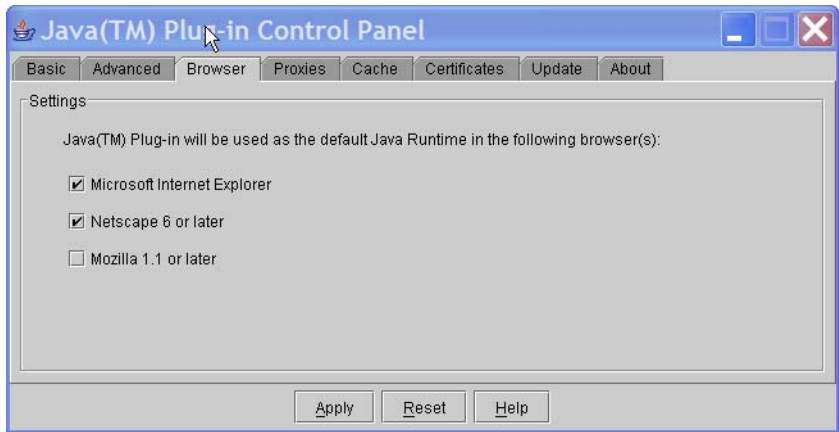 Java(TM) Plug-in Control Panel
Basic Advanced Browser Proxies Cache Certificates Update About
Settings
Java(TM) Plug-in will be used as the default Java Runtime in the following browser(s):
Microsoft Internet Explorer
Netscape 6 or later
Mozilla 1.1 or later
Apply Reset Help